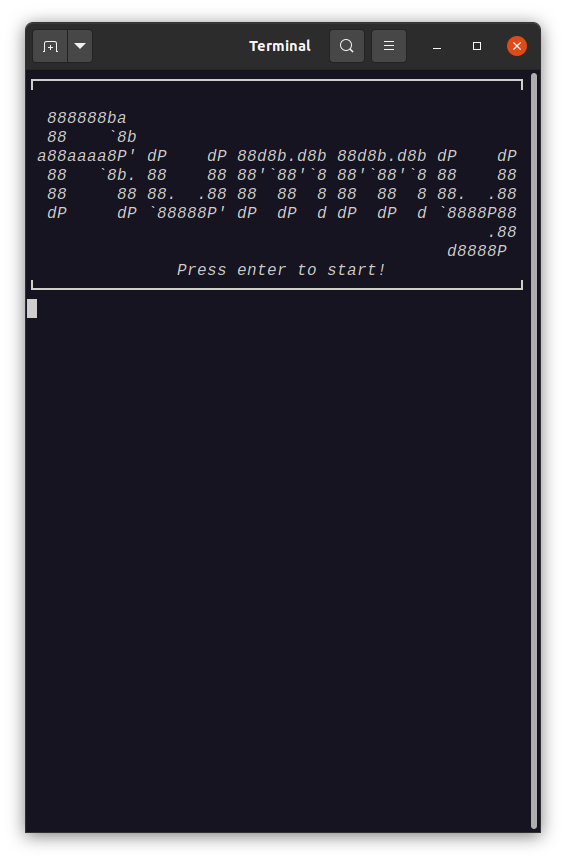 Terminal
 888888ba
 88    `8b
a88aaaa8P' dP    dP 88d8b.d8b 88d8b.d8b dP    dP
 88   `8b. 88    88 88'`88'`8 88'`88'`8 88    88
 88     88 88.  .88 88  88  8 88  88  8 88.  .88
 dP     dP `88888P' dP  dP  d dP  dP  d `8888P88
                                             .88
                                         d8888P
Press enter to start!